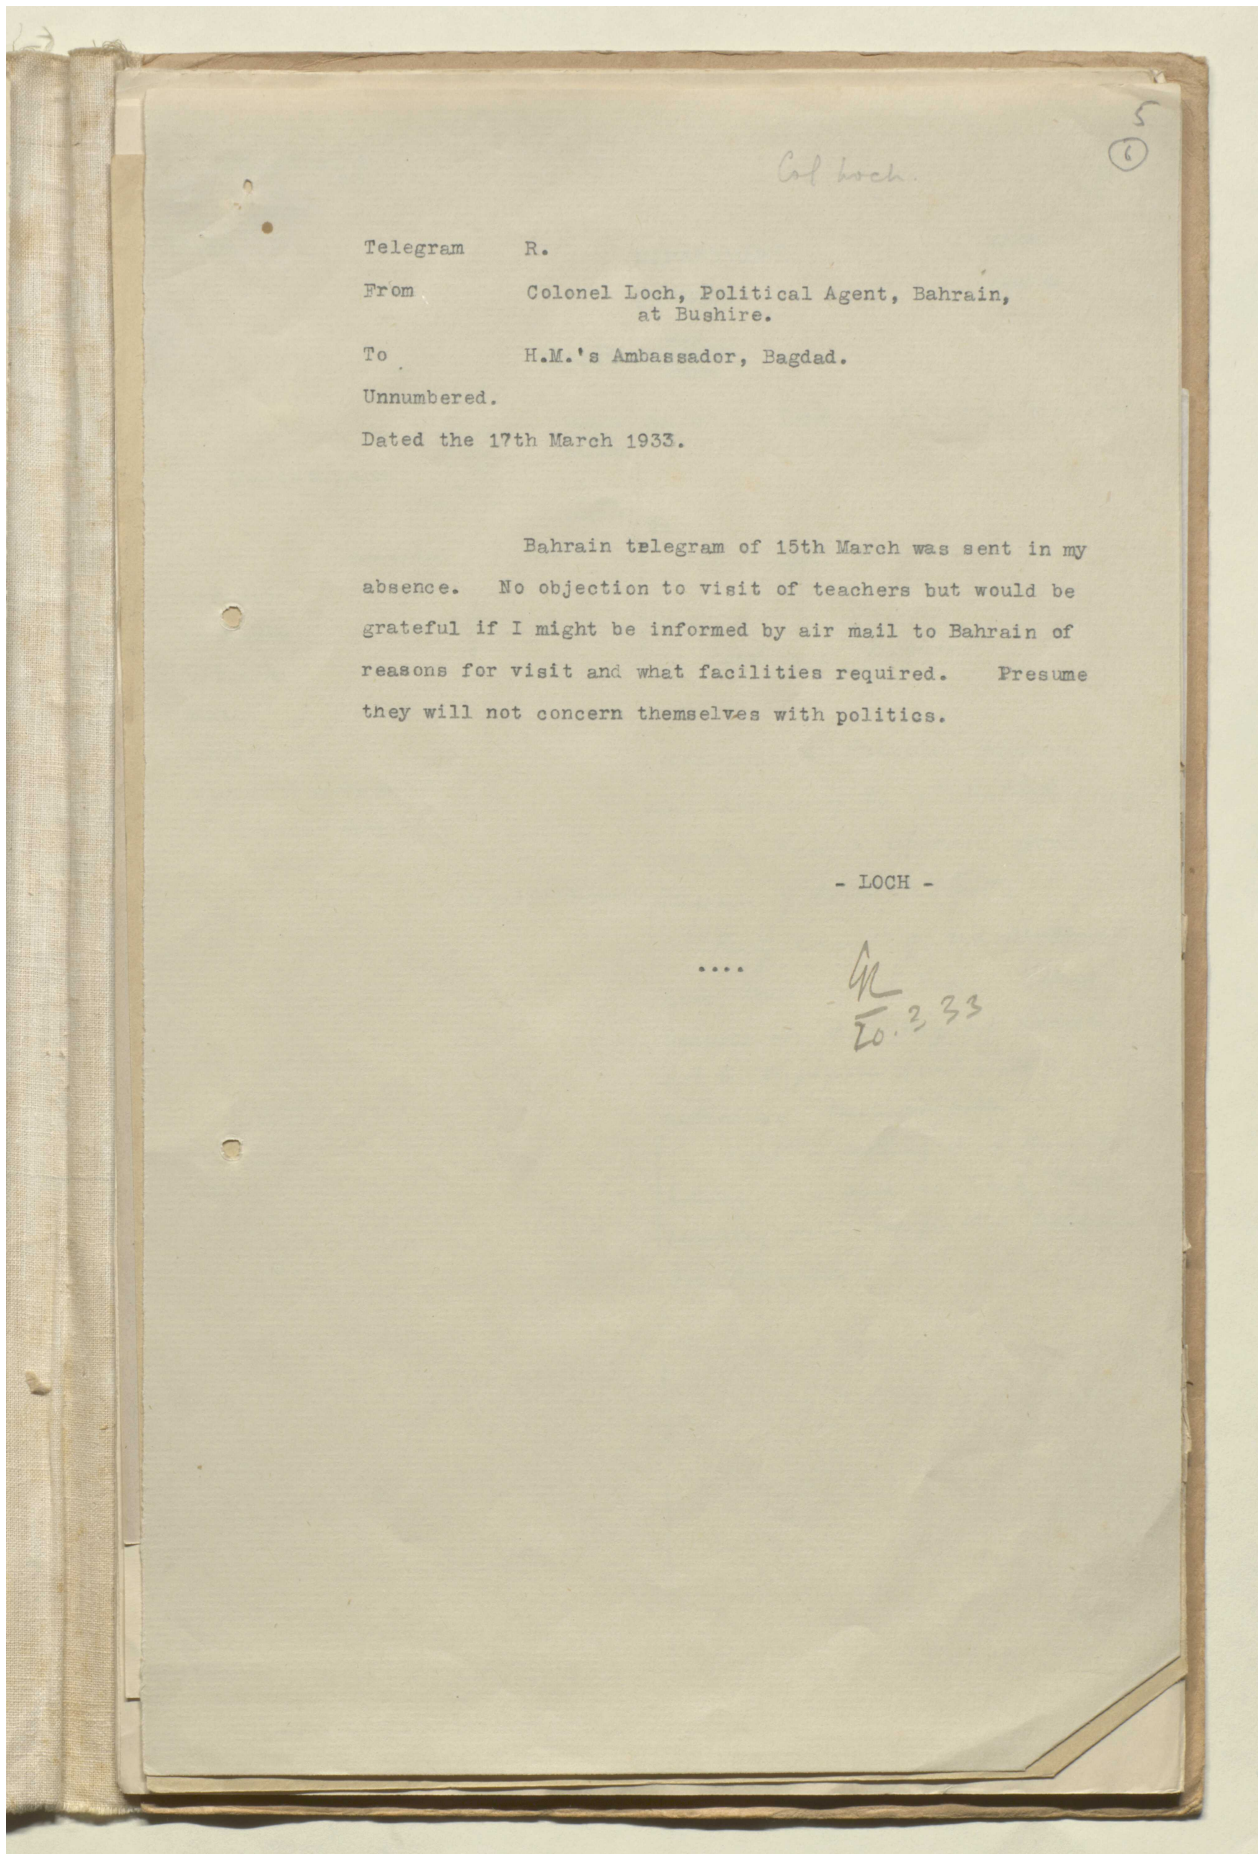 5
6
Col Loch.
Telegram R.
From Colonel Loch, Political Agent, Bahrain,
at Bushire.
To H.M.'s Ambassador, Bagdad.
Unnumbered.
Dated the 17th March 1933.
Bahrain telegram of 15th March was sent in my
absence. No objection to visit of teachers but would be
grateful if I might be informed by air mail to Bahrain of
reasons for visit and what facilities required. Presume
they will not concern themselves with politics.
- LOCH -
....
20.3 33